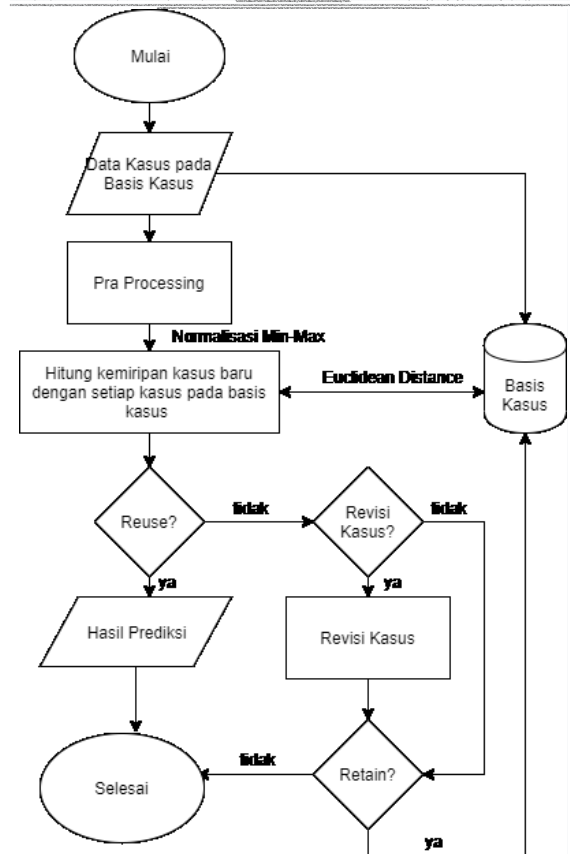 Mulai
Data Kasus pada
Basis Kasus
Pra Processing
Normalisasi Min-Max
Hitung kemiripan kasus baru
dengan setiap kasus pada basis
kasus
Euclidean Distance
Basis
Kasus
Reuse?
tidak
Revisi
Kasus?
tidak
ya
ya
Hasil Prediksi
Revisi Kasus
Selesai
tidak
Retain?
ya